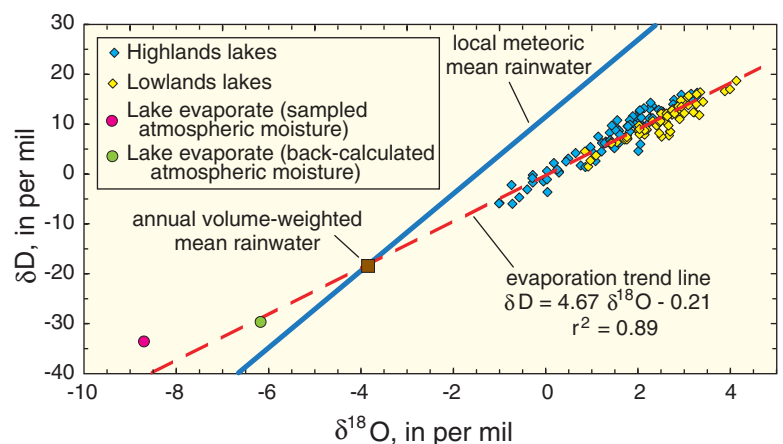 Highlands lakes
Lowlands lakes
Lake evaporate (sampled
atmospheric moisture)
Lake evaporate (back-calculated
atmospheric moisture)
local meteoric
mean rainwater
annual volume-weighted
mean rainwater
evaporation trend line
δD = 4.67 δ¹⁸O - 0.21
r² = 0.89
δD, in per mil
30
20
10
0
-10
-20
-30
-40
-10
-8
-6
-4
-2
0
2
4
δ¹⁸O, in per mil